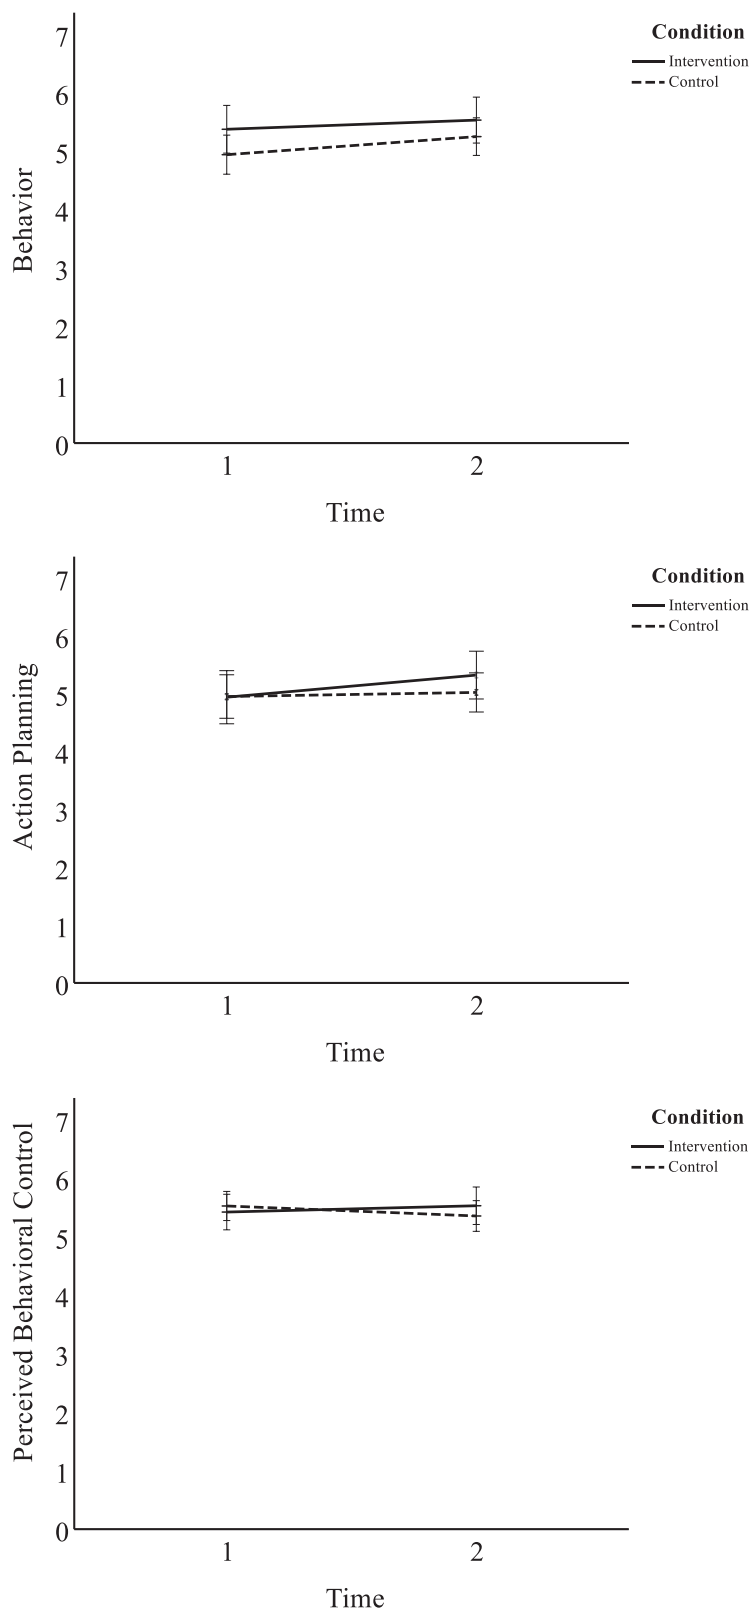 Condition
Intervention
Control
7
6
5
4
3
2
1
0
Behavior
1 2
Time
Condition
Intervention
Control
7
6
5
4
3
2
1
0
Action Planning
1 2
Time
Condition
Intervention
Control
7
6
5
4
3
2
1
0
Perceived Behavioral Control
1 2
Time